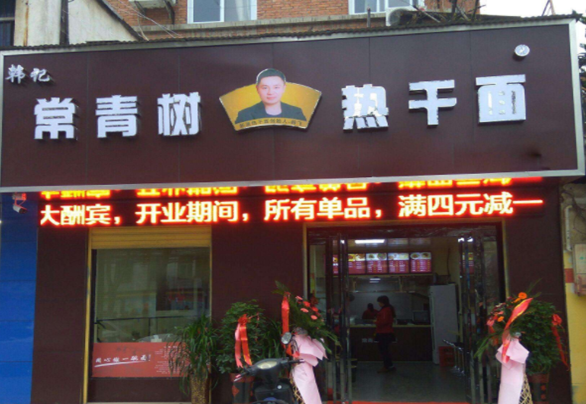 韩记
常青树 热干面
大酬宾，开业期间，所有单品，满四元减一